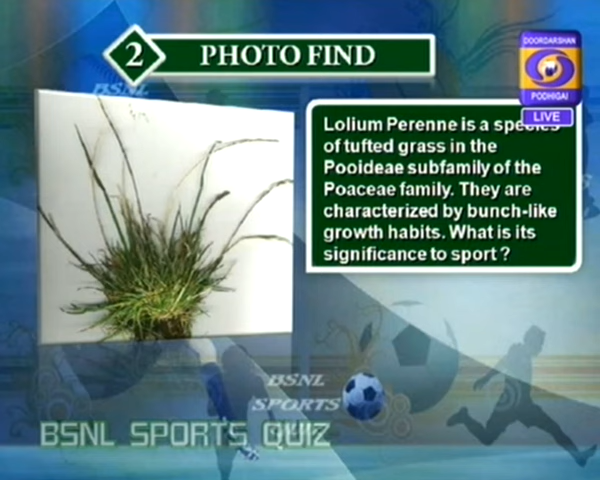 2 PHOTO FIND
BSNL
DOORDARSHAN
PODHIGAI
LIVE
Lolium Perenne is a species
of tufted grass in the
Pooideae subfamily of the
Poaceae family. They are
characterized by bunch-like
growth habits. What is its
significance to sport ?
BSNL
SPORTS
QUIZ
BSNL SPORTS QUIZ